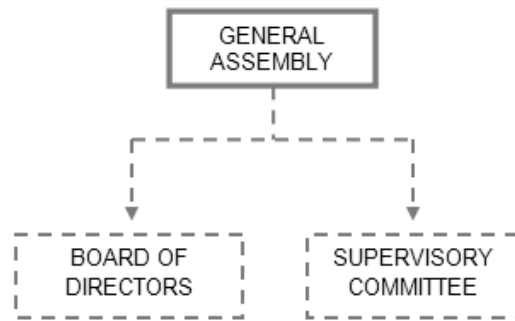 GENERAL
ASSEMBLY
BOARD OF
DIRECTORS
SUPERVISORY
COMMITTEE